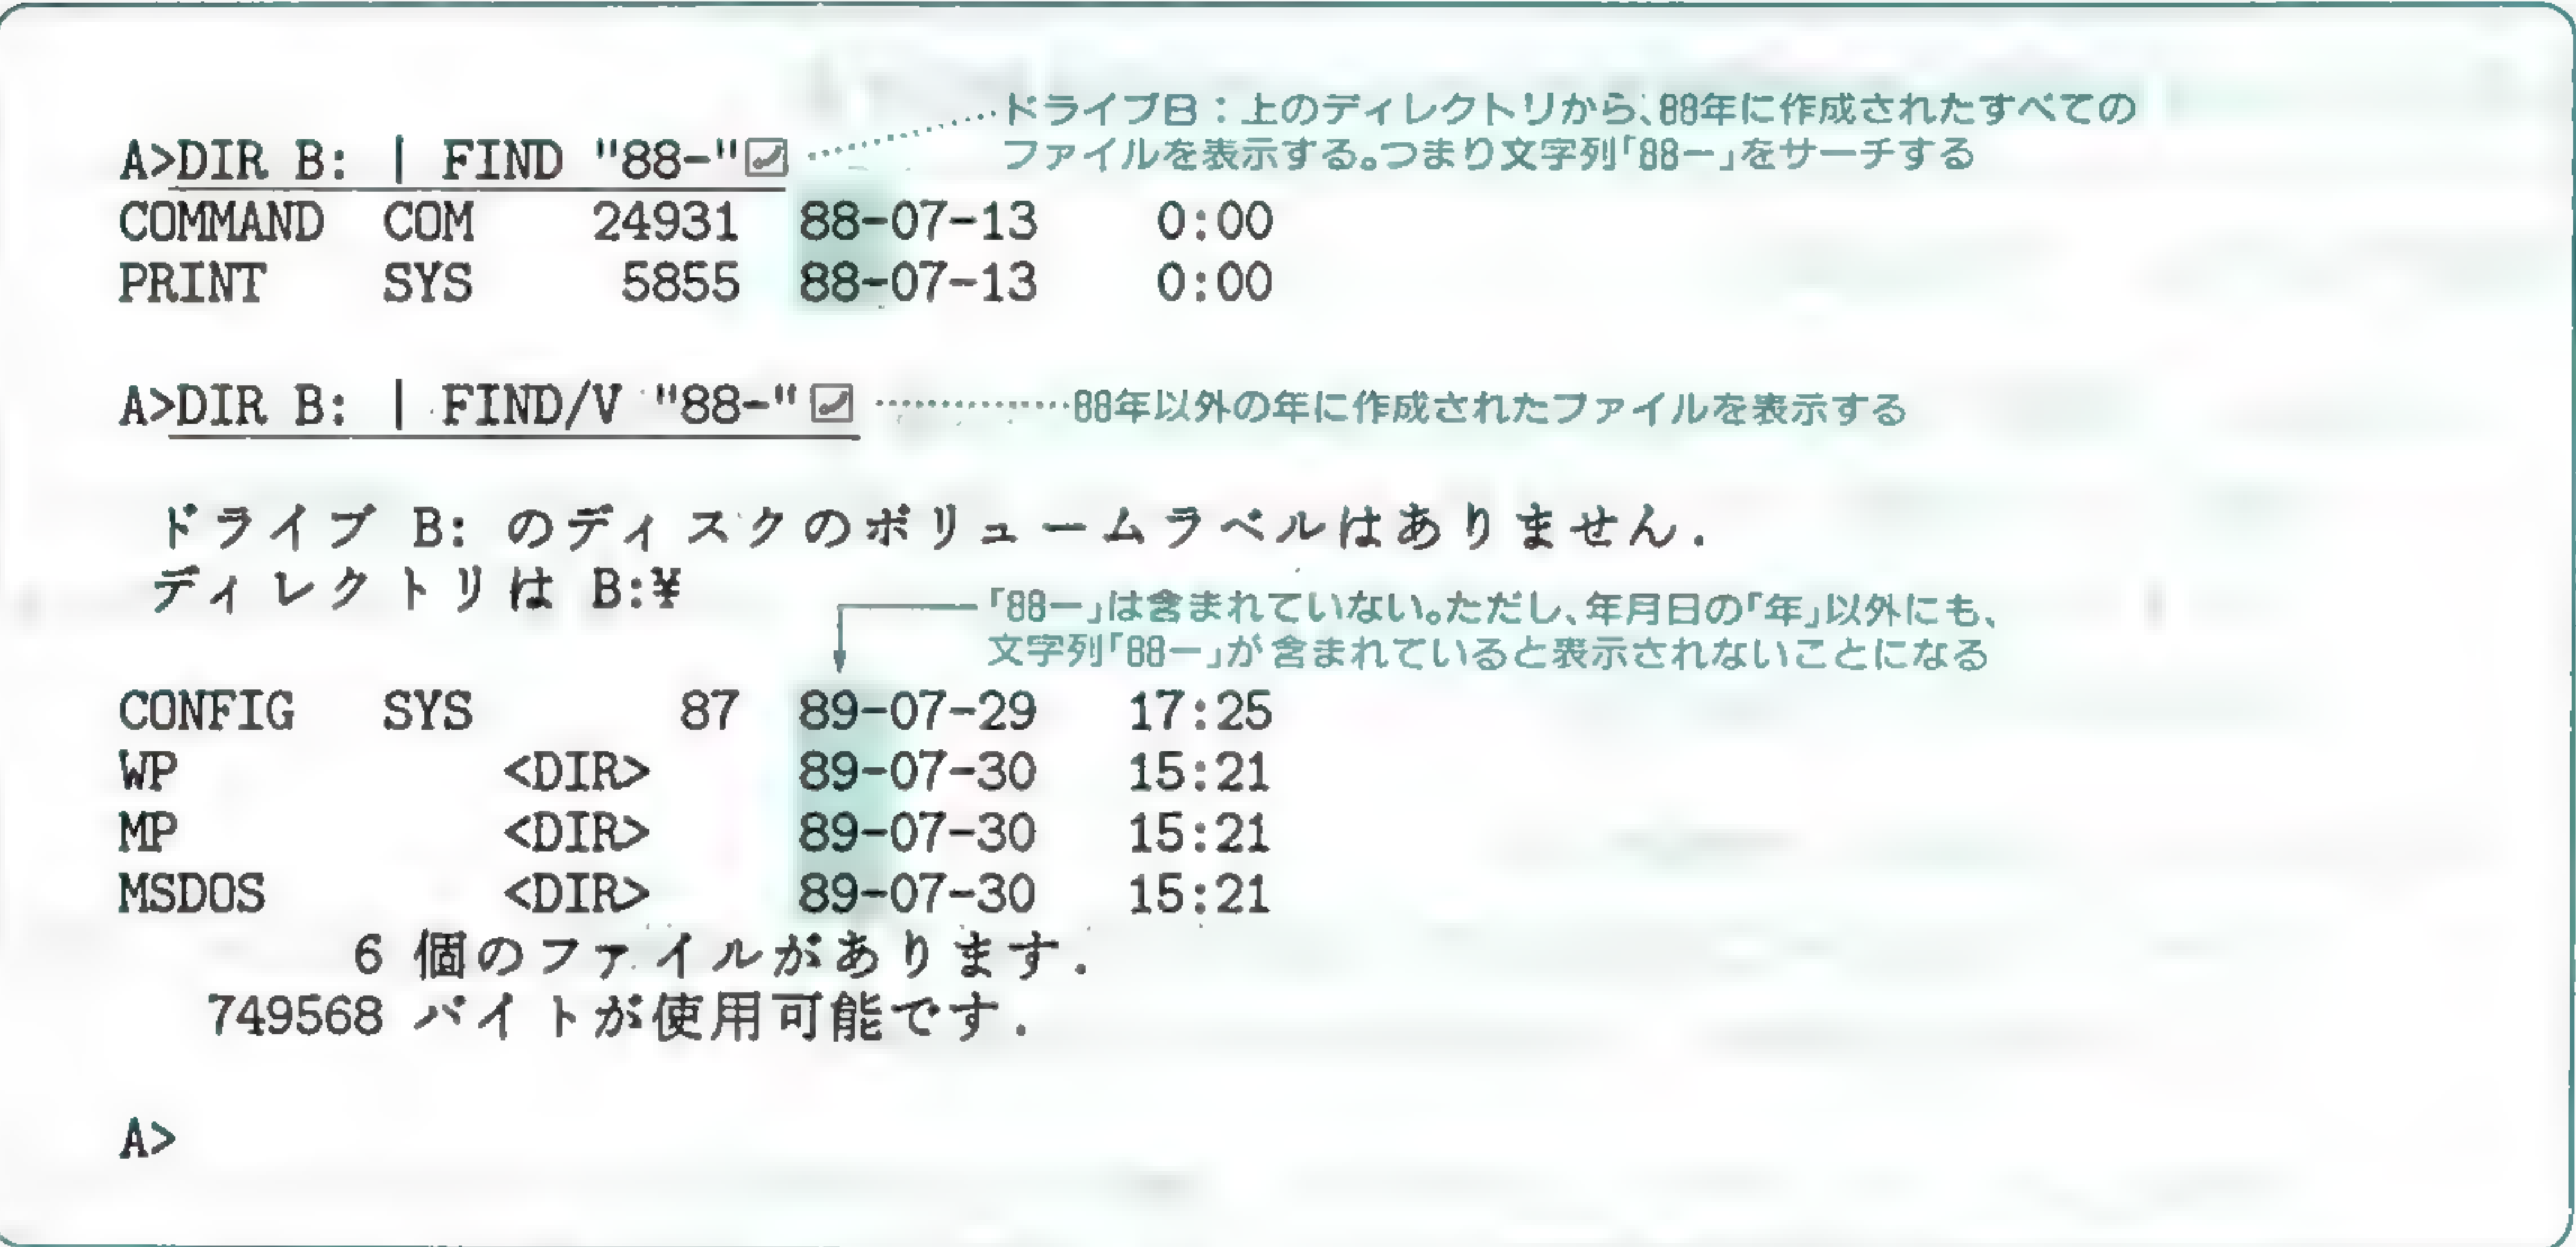 ドライブB：上のディレクトリから、88年に作成されたすべての
A>DIR B: | FIND "88-"
ファイルを表示する。つまり文字列「88ー」をサーチする
COMMAND  COM    24931  88-07-13    0:00
PRINT    SYS     5855  88-07-13    0:00
A>DIR B: | FIND/V "88-" 88年以外の年に作成されたファイルを表示する
ドライブ B: のディスクのボリュームラベルはありません.
ディレクトリは B:¥
「88ー」は含まれていない。ただし、年月日の「年」以外にも、
文字列「88ー」が含まれていると表示されないことになる
CONFIG   SYS       87  89-07-29   17:25
WP           <DIR>     89-07-30   15:21
MP           <DIR>     89-07-30   15:21
MSDOS        <DIR>     89-07-30   15:21
6 個のファイルがあります.
749568 バイトが使用可能です.
A>